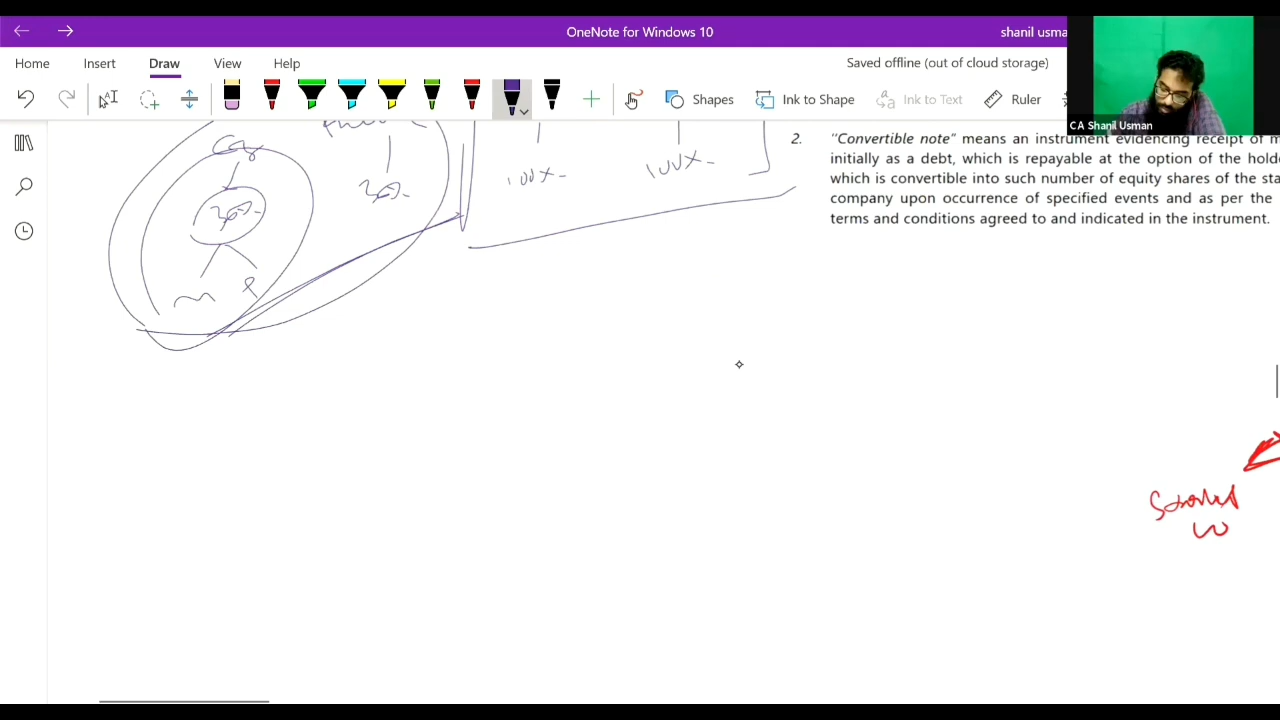 OneNote for Windows 10
shanil usma
Home
Insert
Draw
View
Help
Saved offline (out of cloud storage)
Shapes
Ink to Shape
Ink to Text
Ruler
CA Shanil Usman
2. "Convertible note" means an instrument evidencing receipt of m
initially as a debt, which is repayable at the option of the holde
which is convertible into such number of equity shares of the sta
company upon occurrence of specified events and as per the
terms and conditions agreed to and indicated in the instrument.